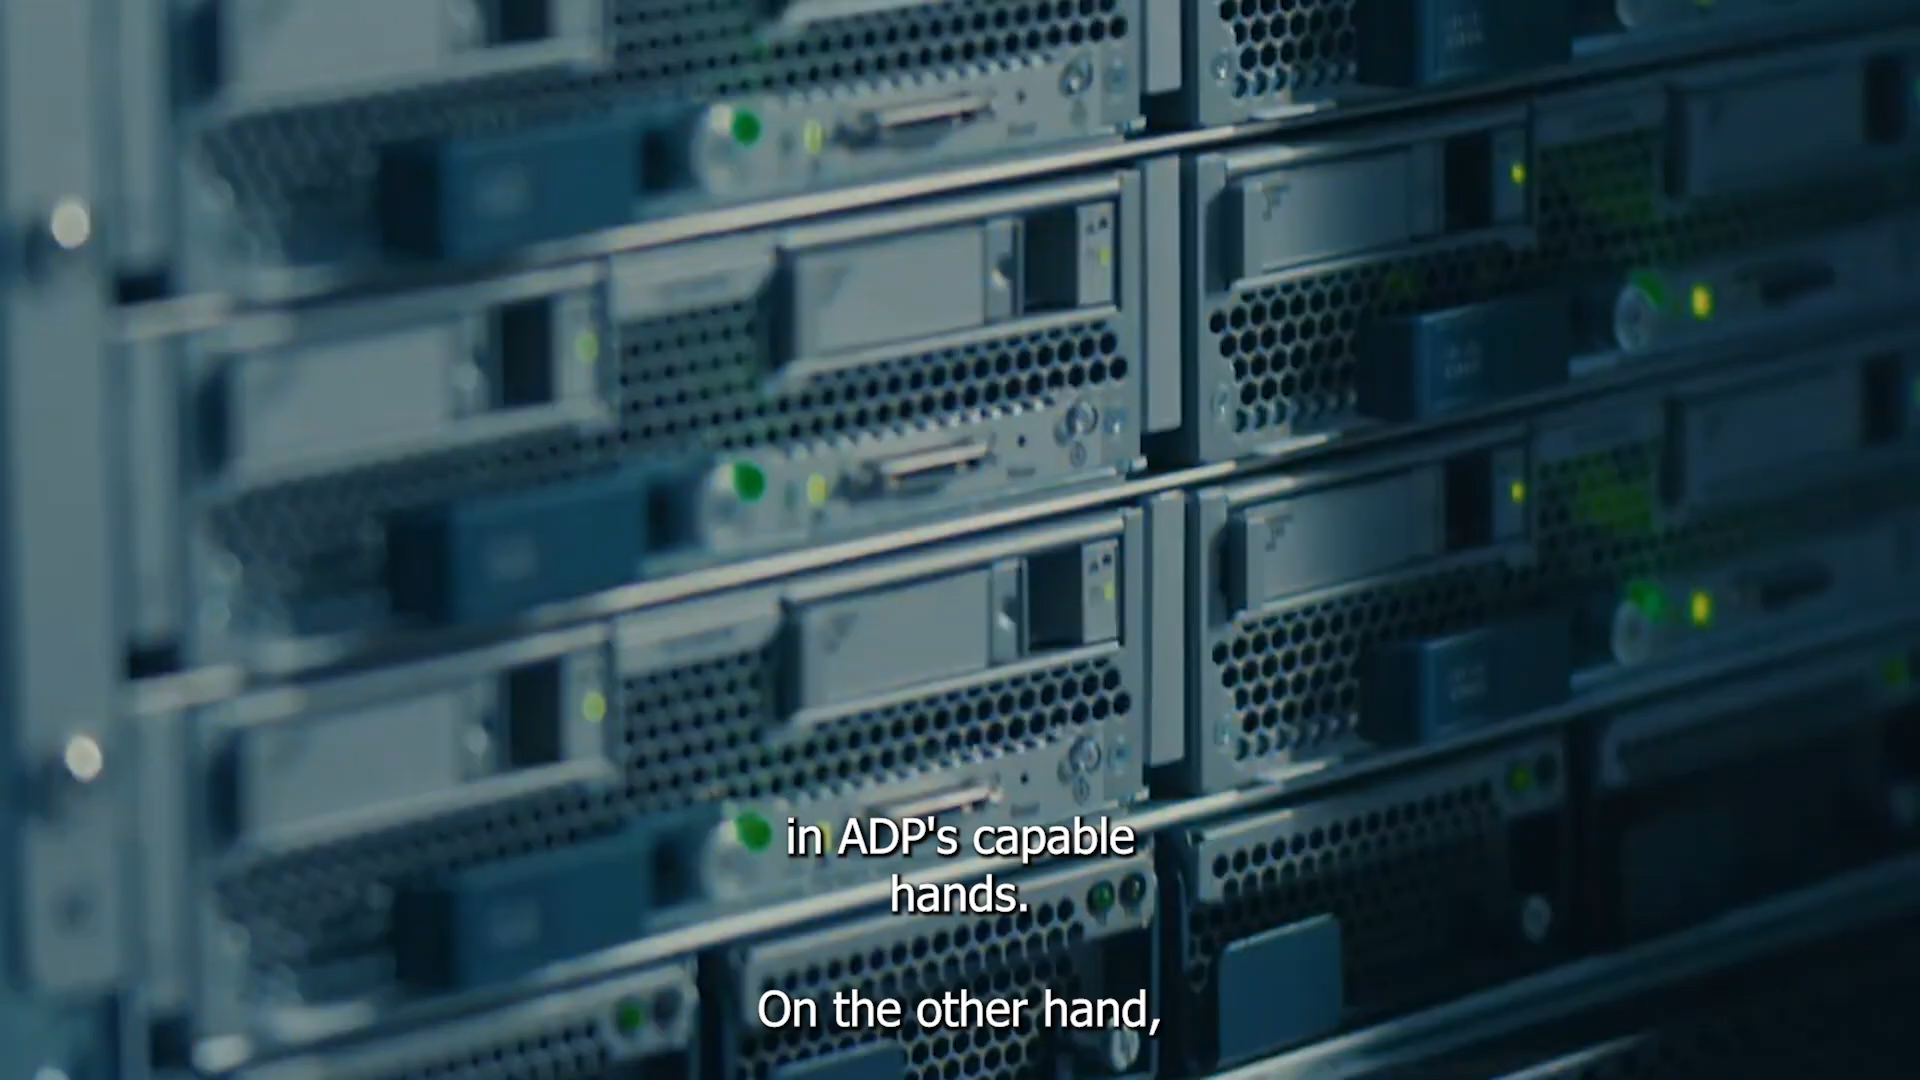 in ADP's capable
hands.
On the other hand,